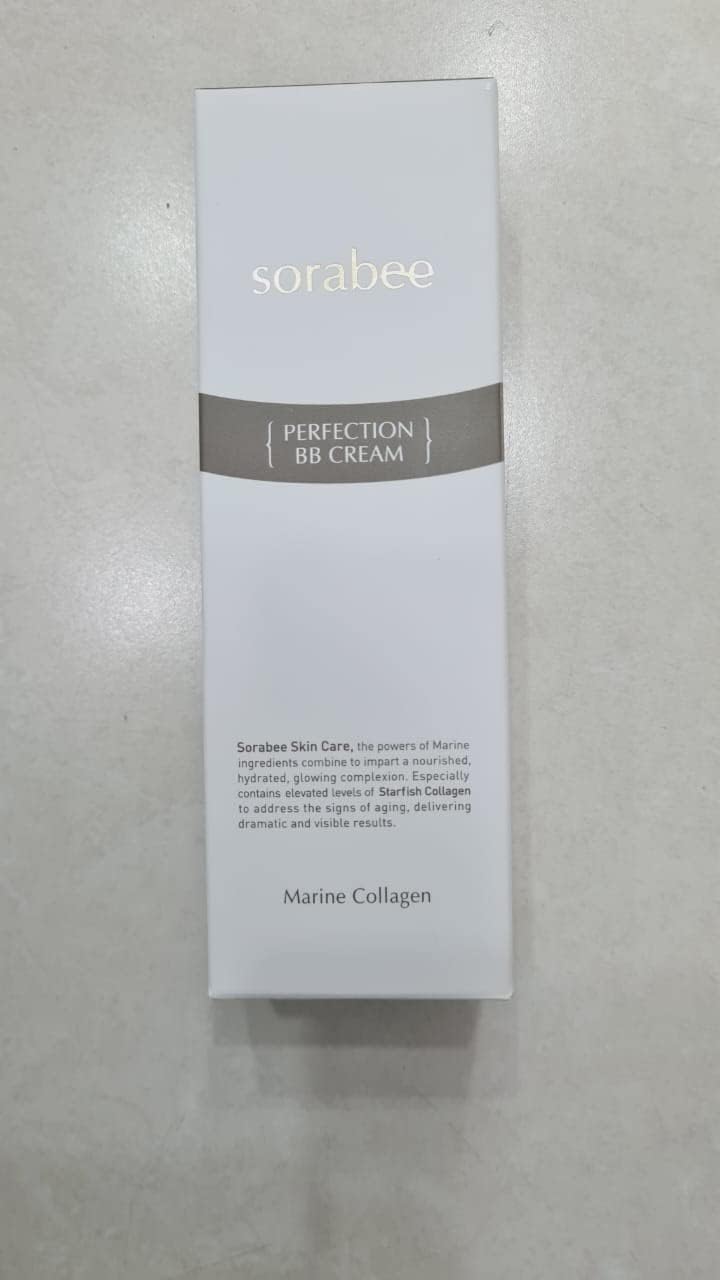 sorabee
{ PERFECTION
BB CREAM }
Sorabee Skin Care, the powers of Marine
ingredients combine to impart a nourished,
hydrated, glowing complexion. Especially
contains elevated levels of Starfish Collagen
to address the signs of aging, delivering
dramatic and visible results.
Marine Collagen